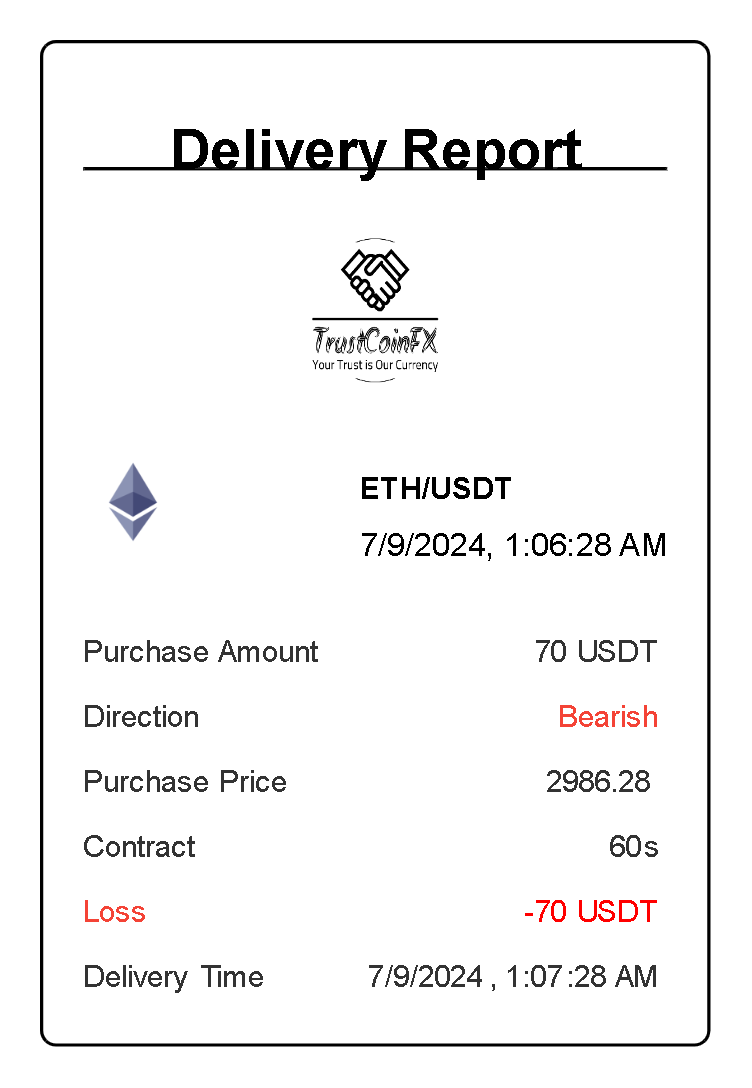 Delivery Report
TrustCoinFX
Your Trust is Our Currency
ETH/USDT
7/9/2024, 1:06:28 AM
Purchase Amount 70 USDT
Direction Bearish
Purchase Price 2986.28
Contract 60s
Loss -70 USDT
Delivery Time 7/9/2024 , 1:07:28 AM